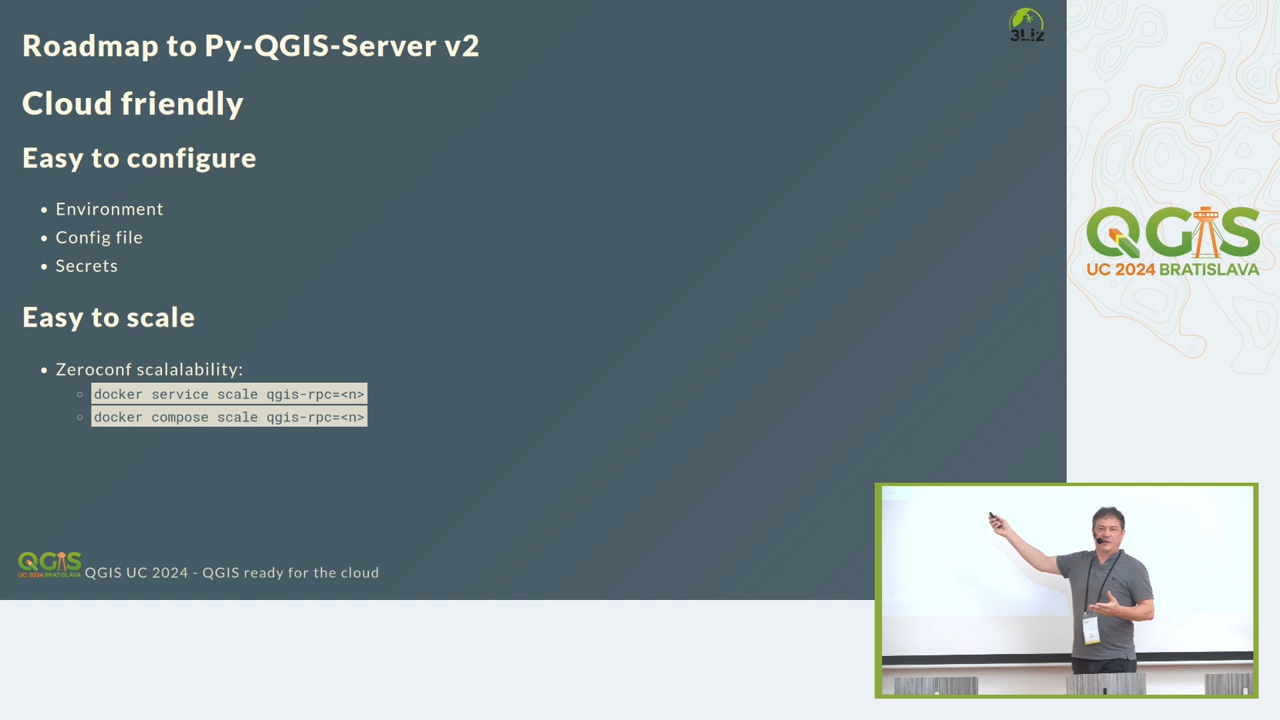 Roadmap to Py-QGIS-Server v2
3Liz
Cloud friendly
Easy to configure
Environment
Config file
Secrets
Easy to scale
Zeroconf scalalability:
docker service scale qgis-rpc=<n>
docker compose scale qgis-rpc=<n>
QGIS
UC 2024 BRATISLAVA
QGIS UC 2024 - QGIS ready for the cloud
QGIS
UC 2024 BRATISLAVA